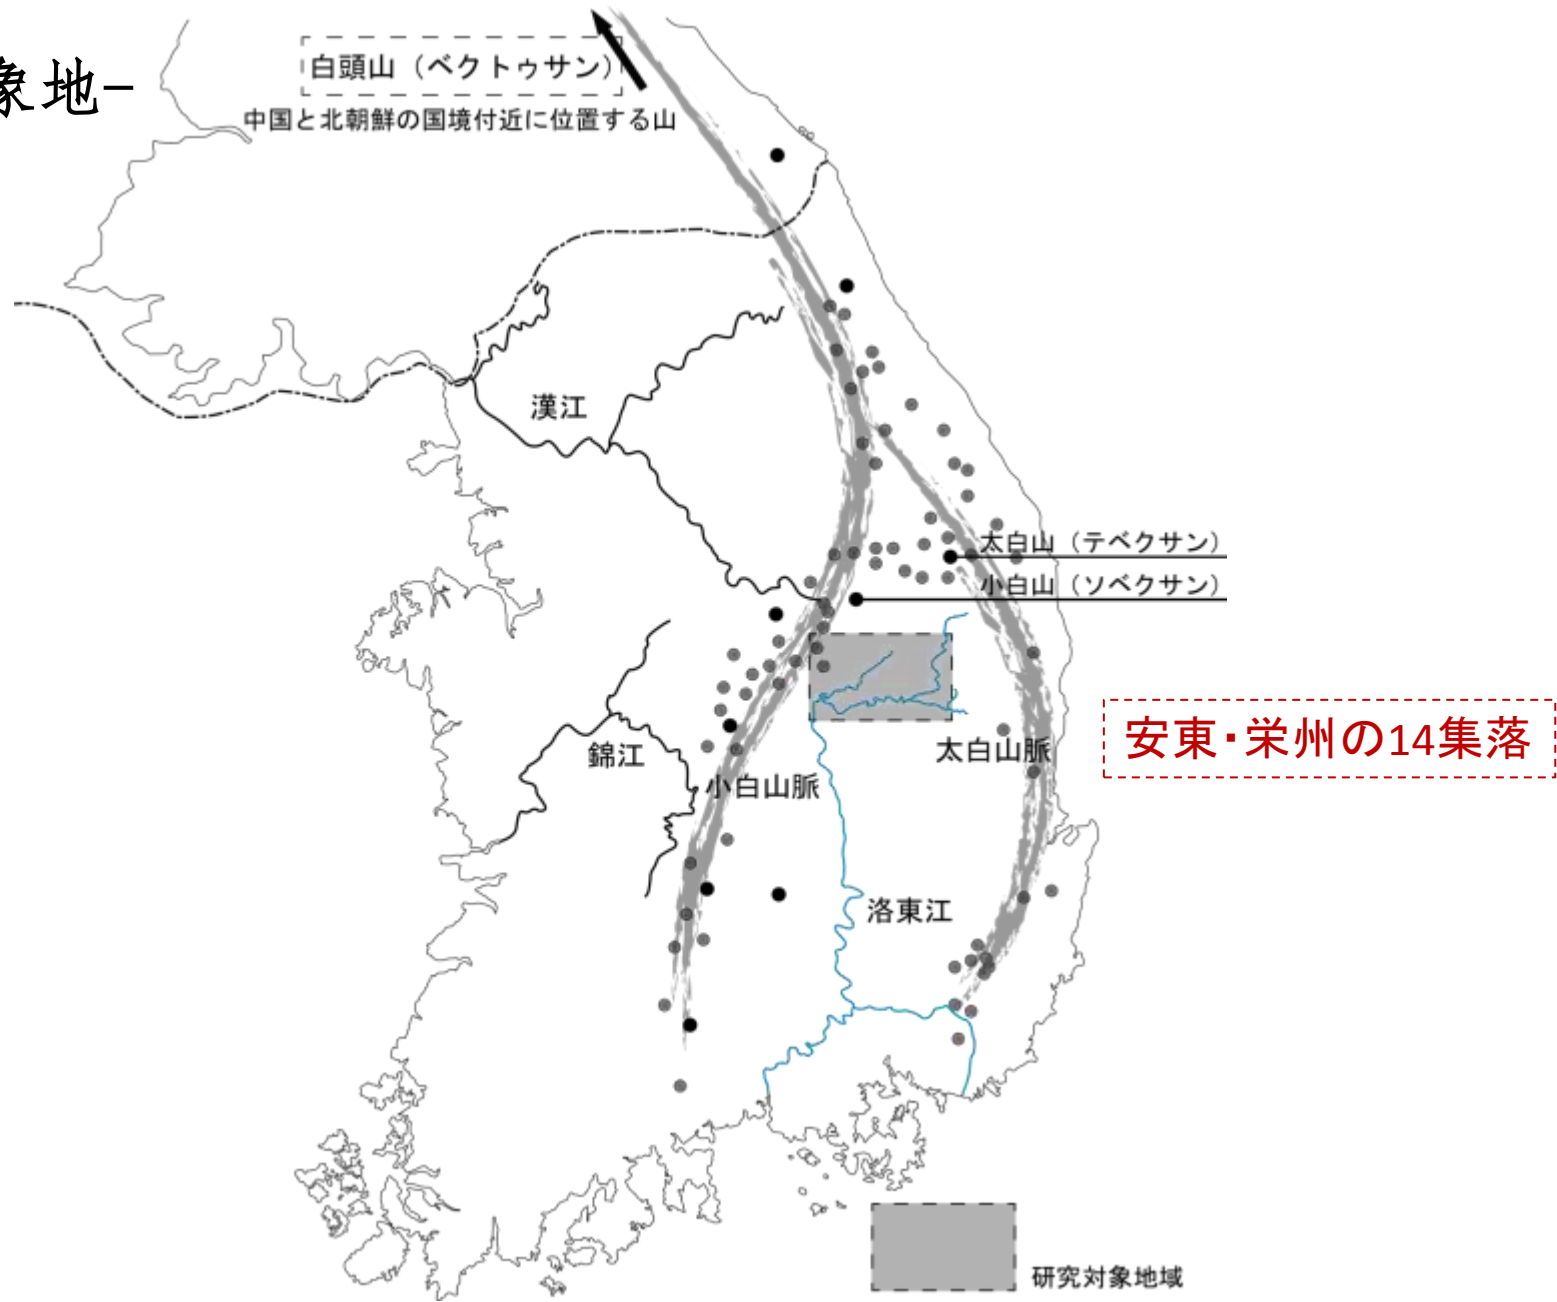 象地-
白頭山（ベクトゥサン）
中国と北朝鮮の国境付近に位置する山
漢江
太白山（テベクサン）
小白山（ソベクサン）
安東・栄州の14集落
太白山脈
錦江
小白山脈
洛東江
研究対象地域